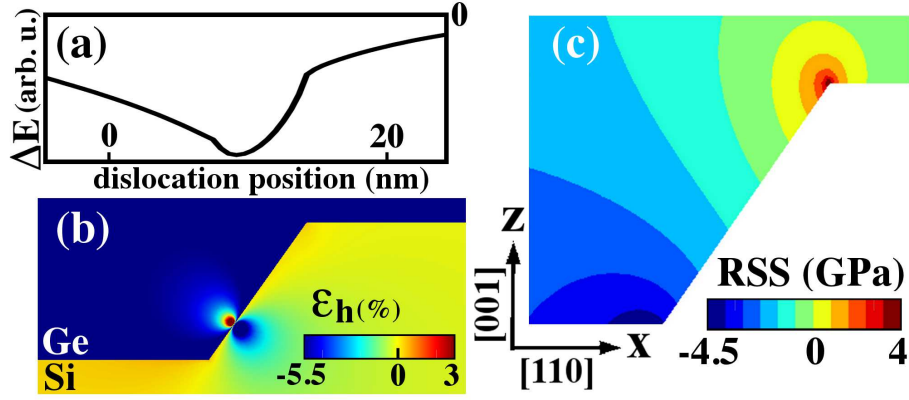 (a)
0
ΔE (arb. u.)
0
20
dislocation position (nm)
(b)
Ge
Si
εh(%)
-5.5
0
3
(c)
z
[001]
x
[110]
RSS (GPa)
-4.5
0
4